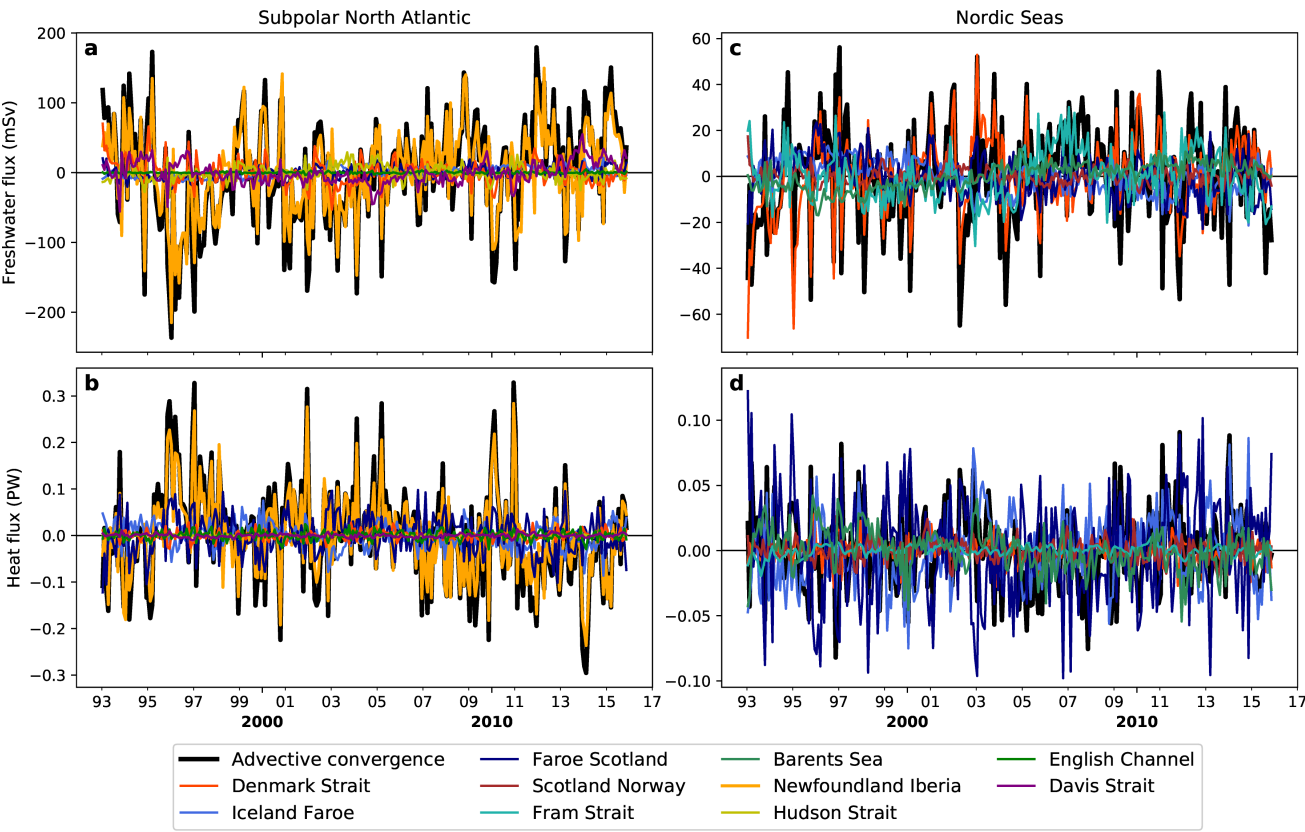 Subpolar North Atlantic
Nordic Seas
a
c
Freshwater flux (mSv)
200
100
0
−100
−200
60
40
20
0
−20
−40
−60
b
d
Heat flux (PW)
0.3
0.2
0.1
0.0
−0.1
−0.2
−0.3
0.10
0.05
0.00
−0.05
−0.10
93 95 97 99 01 03 05 07 09 11 13 15 17
2000 2010
93 95 97 99 01 03 05 07 09 11 13 15 17
2000 2010
Advective convergence
Denmark Strait
Iceland Faroe
Faroe Scotland
Scotland Norway
Fram Strait
Barents Sea
Newfoundland Iberia
Hudson Strait
English Channel
Davis Strait